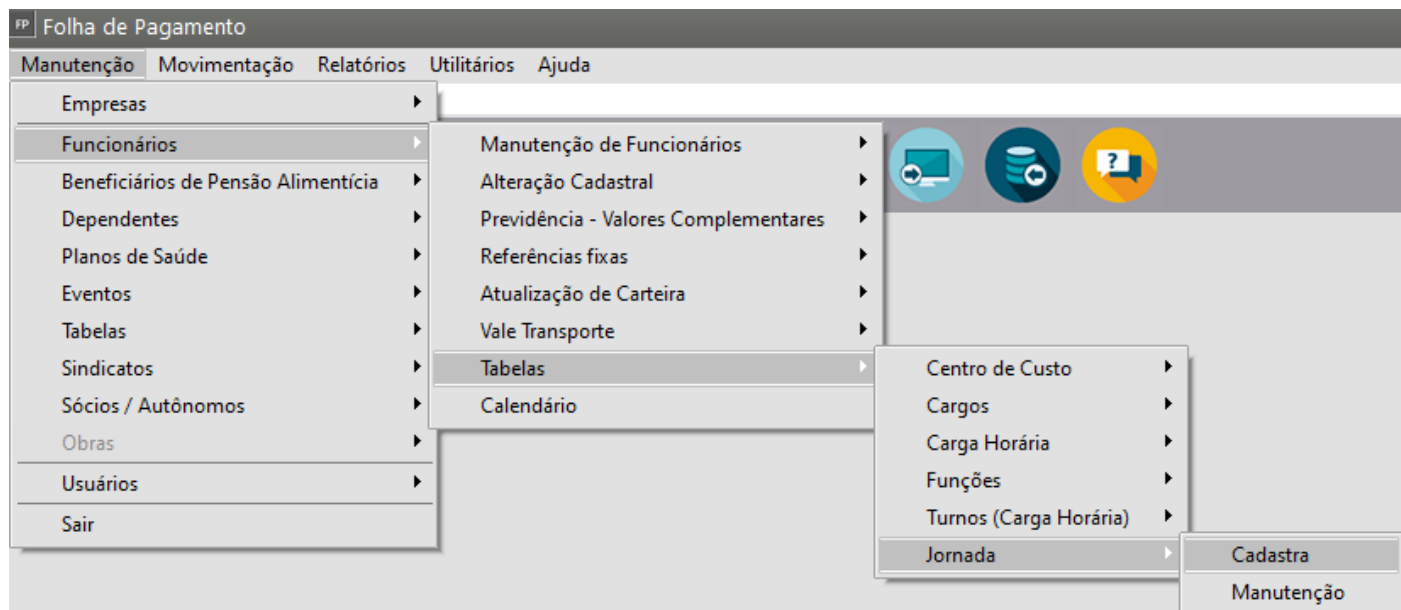 FP Folha de Pagamento
Manutenção Movimentação Relatórios Utilitários Ajuda
Empresas
Funcionários
Beneficiários de Pensão Alimentícia
Dependentes
Planos de Saúde
Eventos
Tabelas
Sindicatos
Sócios / Autônomos
Obras
Usuários
Sair
Manutenção de Funcionários
Alteração Cadastral
Previdência - Valores Complementares
Referências fixas
Atualização de Carteira
Vale Transporte
Tabelas
Calendário
?
Centro de Custo
Cargos
Carga Horária
Funções
Turnos (Carga Horária)
Jornada
Cadastra
Manutenção